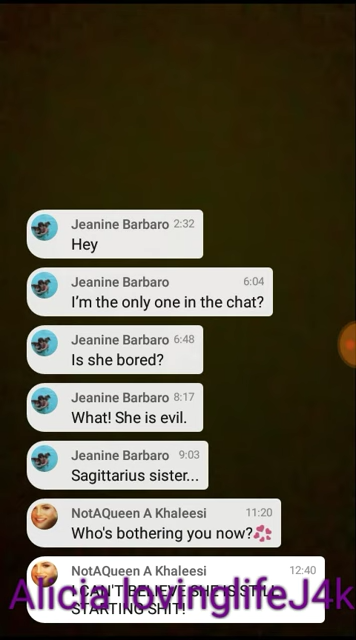 Jeanine Barbaro 2:32
Hey
Jeanine Barbaro 6:04
I'm the only one in the chat?
Jeanine Barbaro 6:48
Is she bored?
Jeanine Barbaro 8:17
What! She is evil.
Jeanine Barbaro 9:03
Sagittarius sister...
NotAQueen A Khaleesi 11:20
Who's bothering you now?💞
NotAQueen A Khaleesi 12:40
I CAN'T BELIEVE SHE IS STILL
STARTING SHIT!
Alicia lovinglifeJ4k